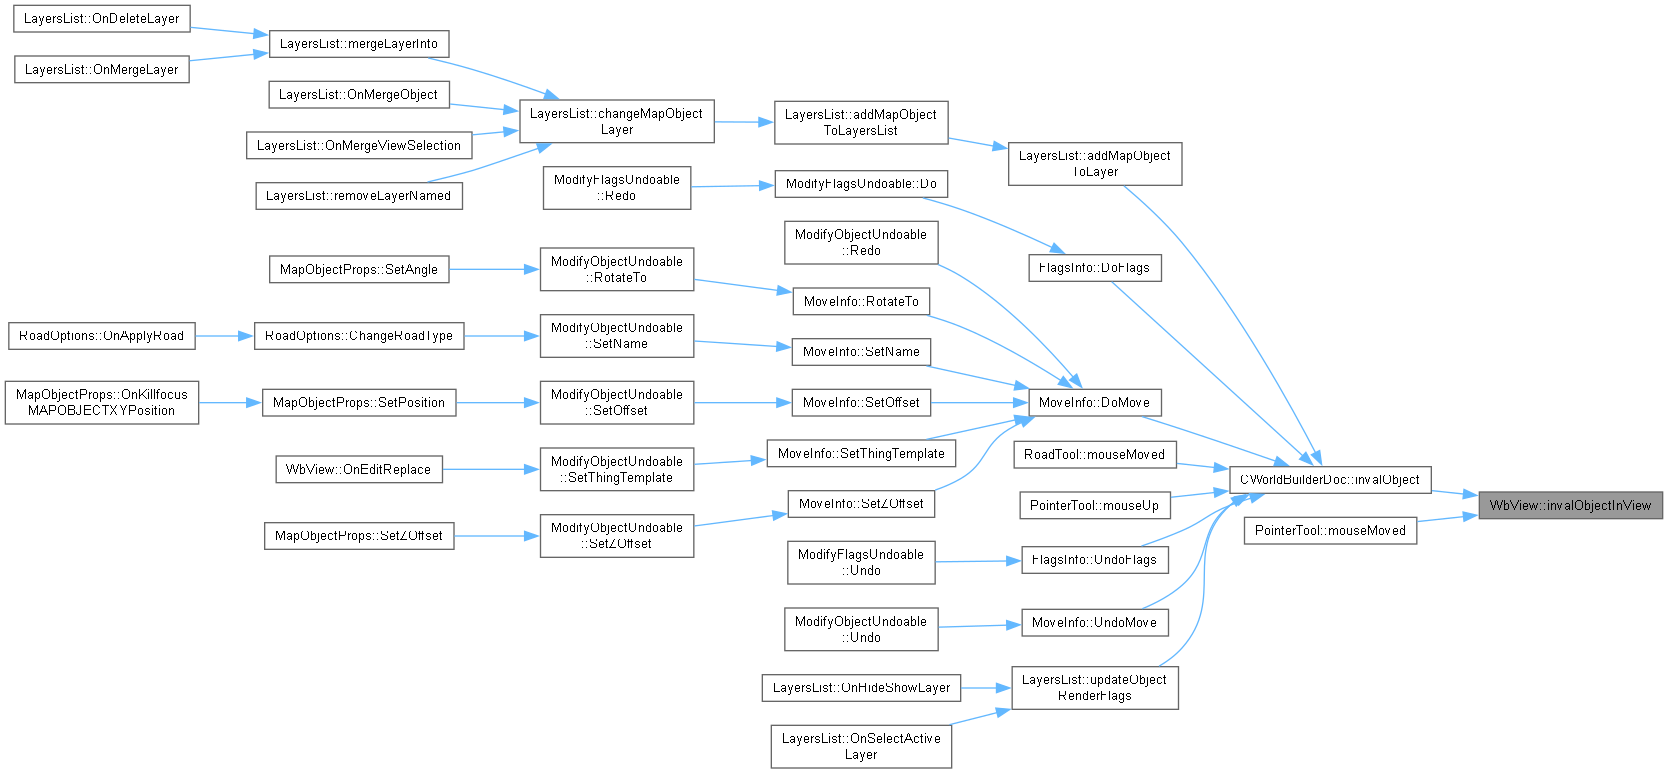 LayersList::OnDeleteLayer
LayersList::OnMergeLayer
LayersList::mergeLayerInto
LayersList::OnMergeObject
LayersList::OnMergeViewSelection
LayersList::removeLayerNamed
LayersList::changeMapObject
Layer
LayersList::addMapObject
ToLayersList
LayersList::addMapObject
ToLayer
ModifyFlagsUndoable
::Redo
ModifyFlagsUndoable::Do
ModifyObjectUndoable
::Redo
FlagsInfo::DoFlags
MapObjectProps::SetAngle
ModifyObjectUndoable
::RotateTo
MoveInfo::RotateTo
RoadOptions::OnApplyRoad
RoadOptions::ChangeRoadType
ModifyObjectUndoable
::SetName
MoveInfo::SetName
MapObjectProps::OnKillfocus
MAPOBJECTXYPosition
MapObjectProps::SetPosition
ModifyObjectUndoable
::SetOffset
MoveInfo::SetOffset
MoveInfo::DoMove
WbView::OnEditReplace
ModifyObjectUndoable
::SetThingTemplate
MoveInfo::SetThingTemplate
RoadTool::mouseMoved
MapObjectProps::SetZOffset
ModifyObjectUndoable
::SetZOffset
MoveInfo::SetZOffset
PointerTool::mouseUp
CWorldBuilderDoc::invalObject
WbView::invalObjectInView
PointerTool::mouseMoved
ModifyFlagsUndoable
::Undo
FlagsInfo::UndoFlags
ModifyObjectUndoable
::Undo
MoveInfo::UndoMove
LayersList::OnHideShowLayer
LayersList::updateObject
RenderFlags
LayersList::OnSelectActive
Layer